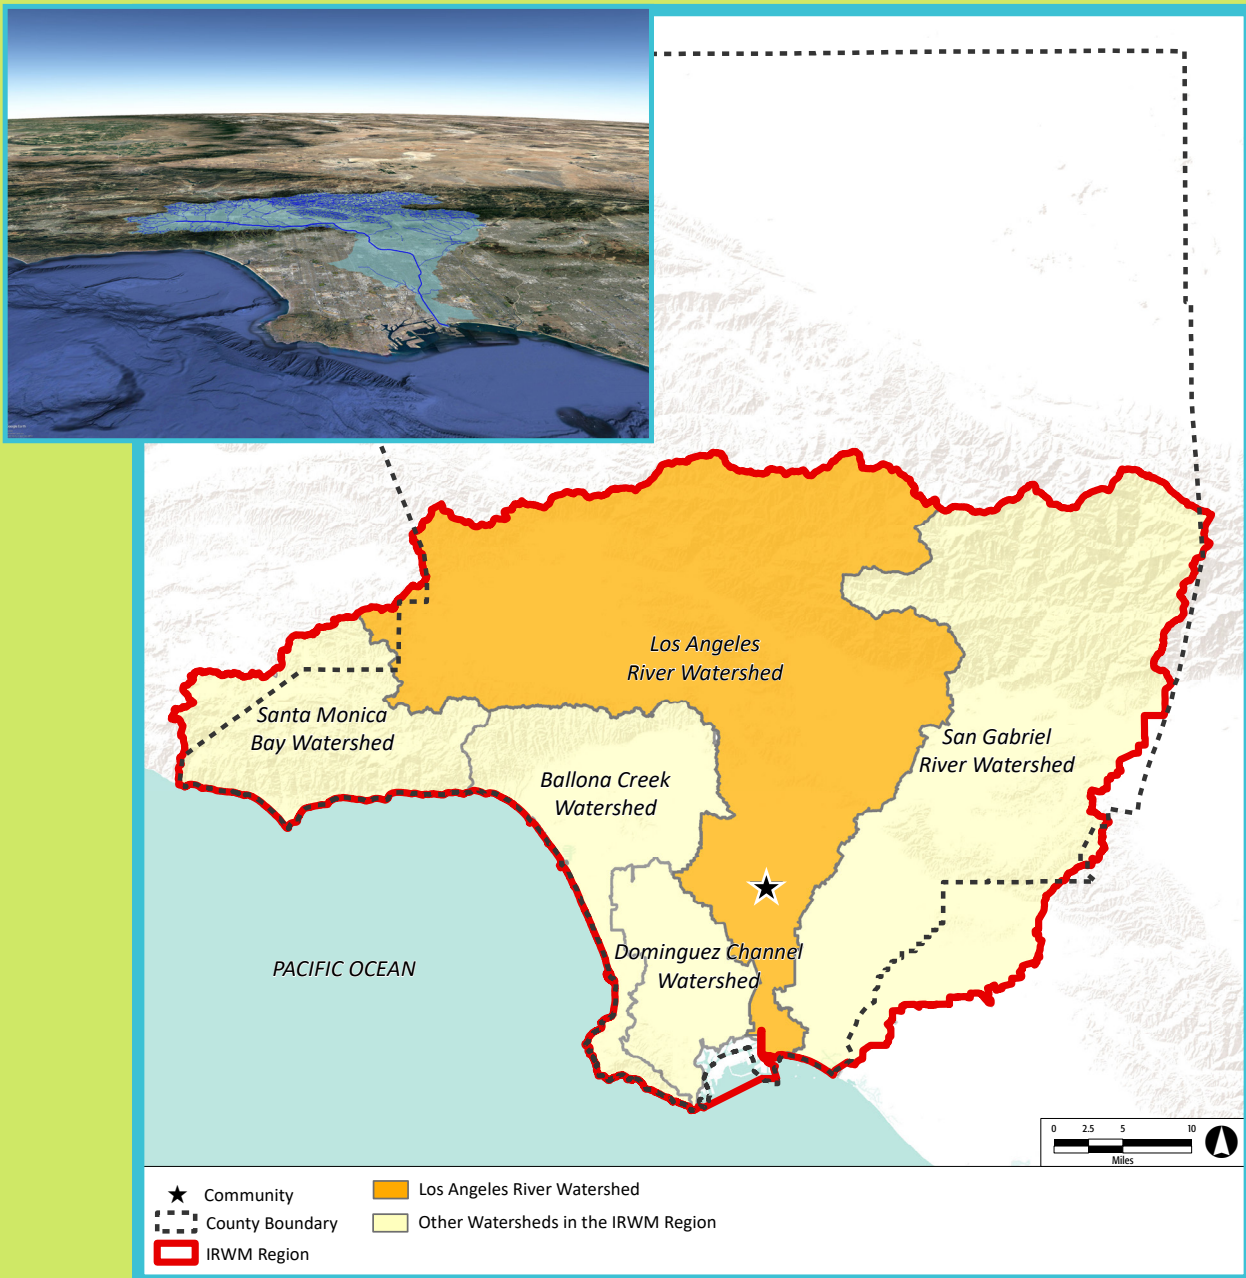 Los Angeles
River Watershed
Santa Monica
Bay Watershed
San Gabriel
River Watershed
Ballona Creek
Watershed
Dominguez Channel
Watershed
PACIFIC OCEAN
0 2.5 5 10
Miles
Community
County Boundary
IRWM Region
Los Angeles River Watershed
Other Watersheds in the IRWM Region